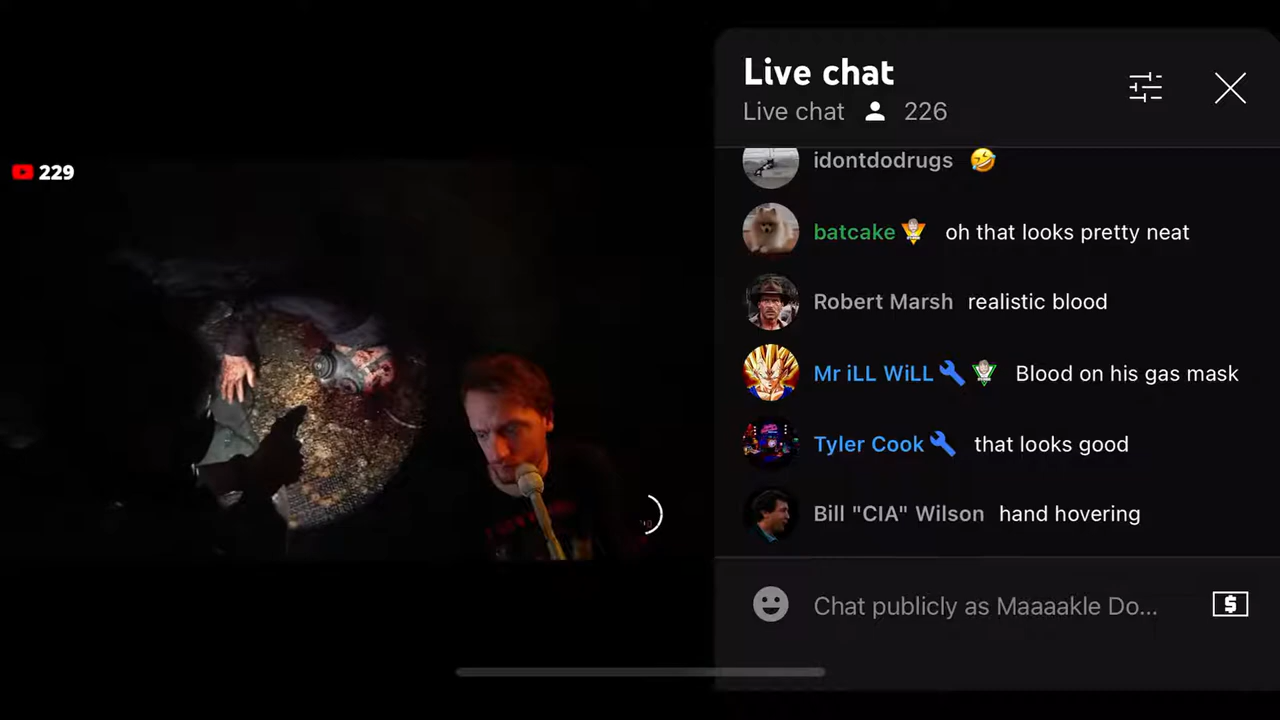 Live chat
Live chat 226
229
idontdodrugs 🤣
batcake oh that looks pretty neat
Robert Marsh realistic blood
Mr iLL WiLL Blood on his gas mask
Tyler Cook that looks good
Bill "CIA" Wilson hand hovering
Chat publicly as Maaaakle Do...
$